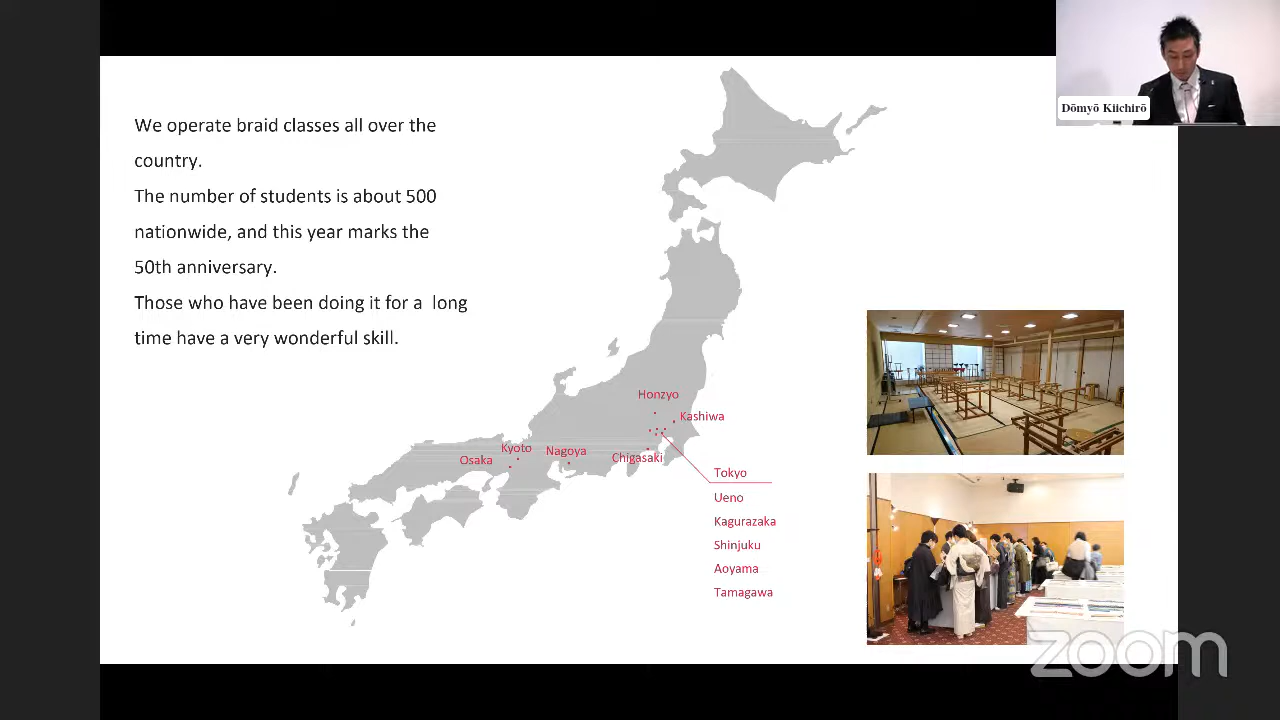 Dōmyō Kiichirō
We operate braid classes all over the
country.
The number of students is about 500
nationwide, and this year marks the
50th anniversary.
Those who have been doing it for a  long
time have a very wonderful skill.
Honzyo
Kashiwa
Kyoto
Nagoya
Osaka
Chigasaki
Tokyo
Ueno
Kagurazaka
Shinjuku
Aoyama
Tamagawa
zoom